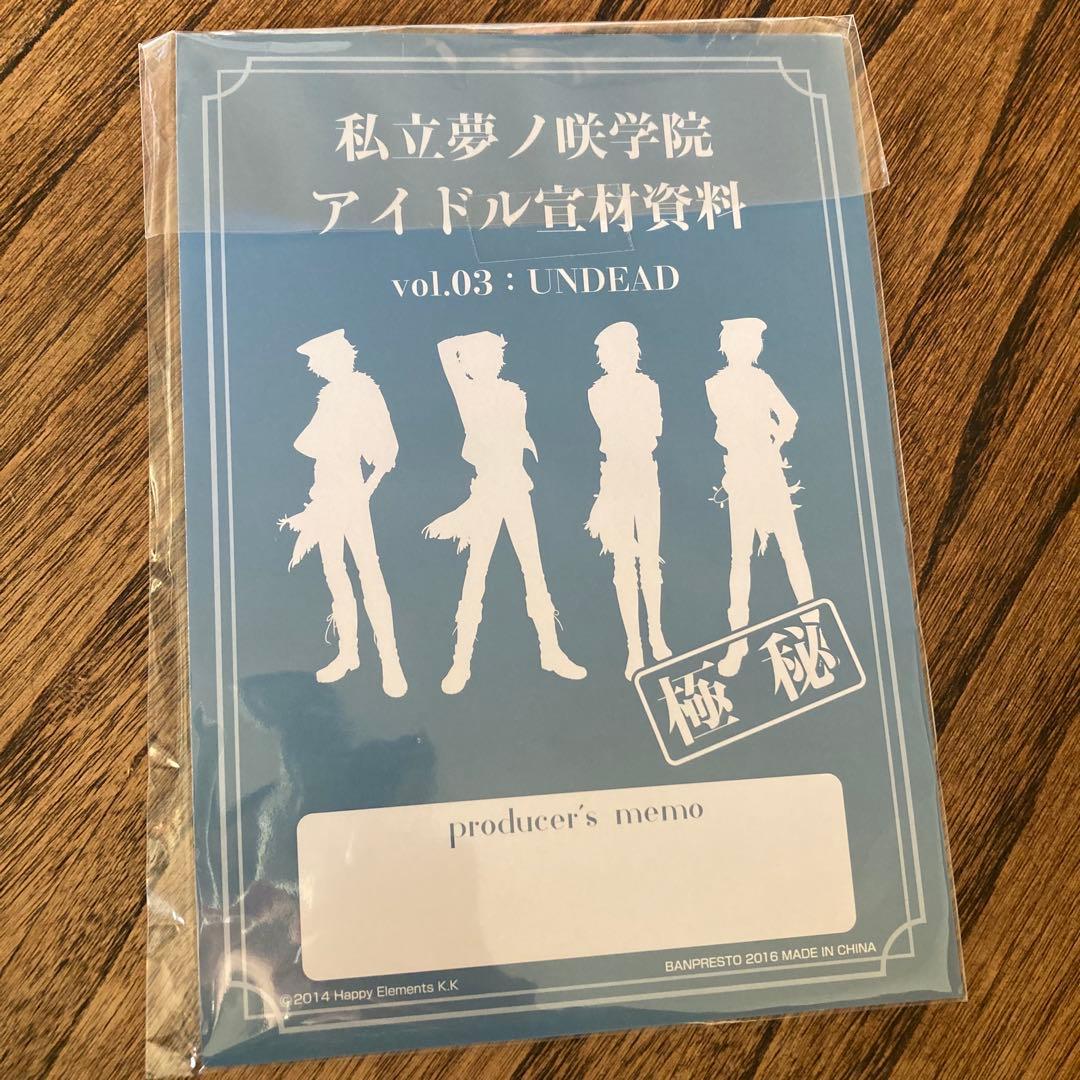 私立夢ノ咲学院
アイドル宣材資料
vol.03：UNDEAD
極秘
producer's memo
BANPRESTO 2016 MADE IN CHINA
©2014 Happy Elements K.K